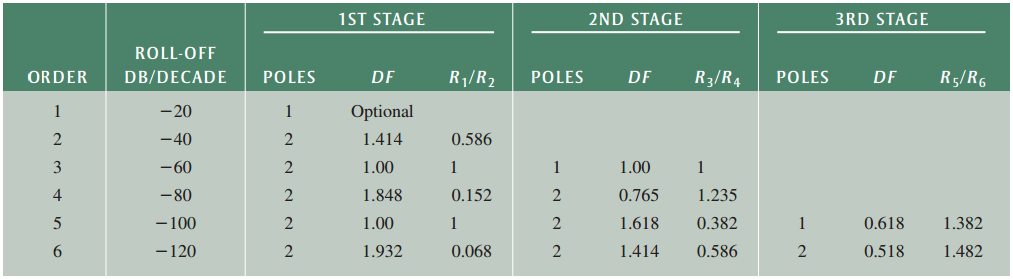 1ST STAGE 2ND STAGE 3RD STAGE
ROLL-OFF
ORDER DB/DECADE POLES DF R1/R2 POLES DF R3/R4 POLES DF R5/R6
1 −20 1 Optional
2 −40 2 1.414 0.586
3 −60 2 1.00 1 1 1.00 1
4 −80 2 1.848 0.152 2 0.765 1.235
5 −100 2 1.00 1 2 1.618 0.382 1 0.618 1.382
6 −120 2 1.932 0.068 2 1.414 0.586 2 0.518 1.482